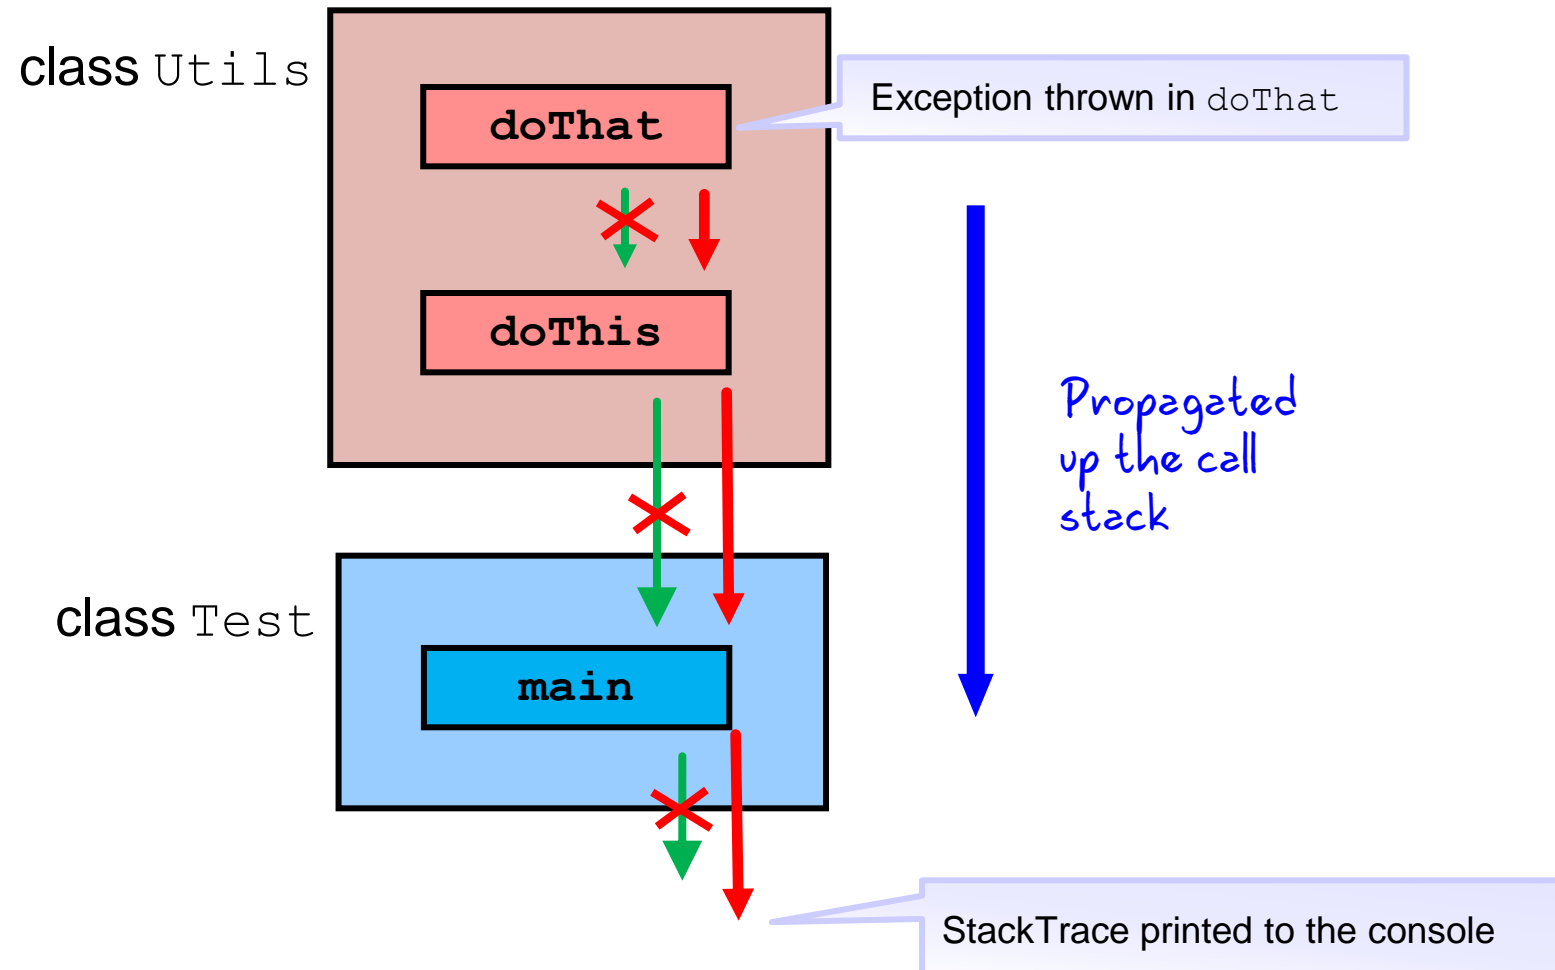 class Utils
doThat
Exception thrown in doThat
doThis
Propagated
up the call
stack
class Test
main
StackTrace printed to the console